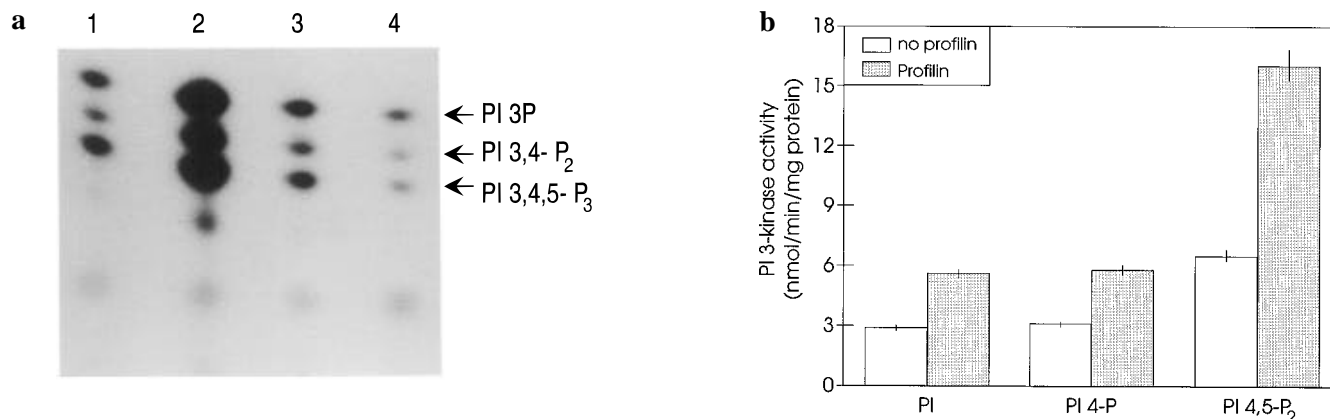 a
1 2 3 4
PI 3P
PI 3,4-P2
PI 3,4,5-P3
b
PI 3-kinase activity
(nmol/min/mg protein)
18
15
12
9
6
3
0
no profilin
Profilin
PI PI 4-P PI 4,5-P2